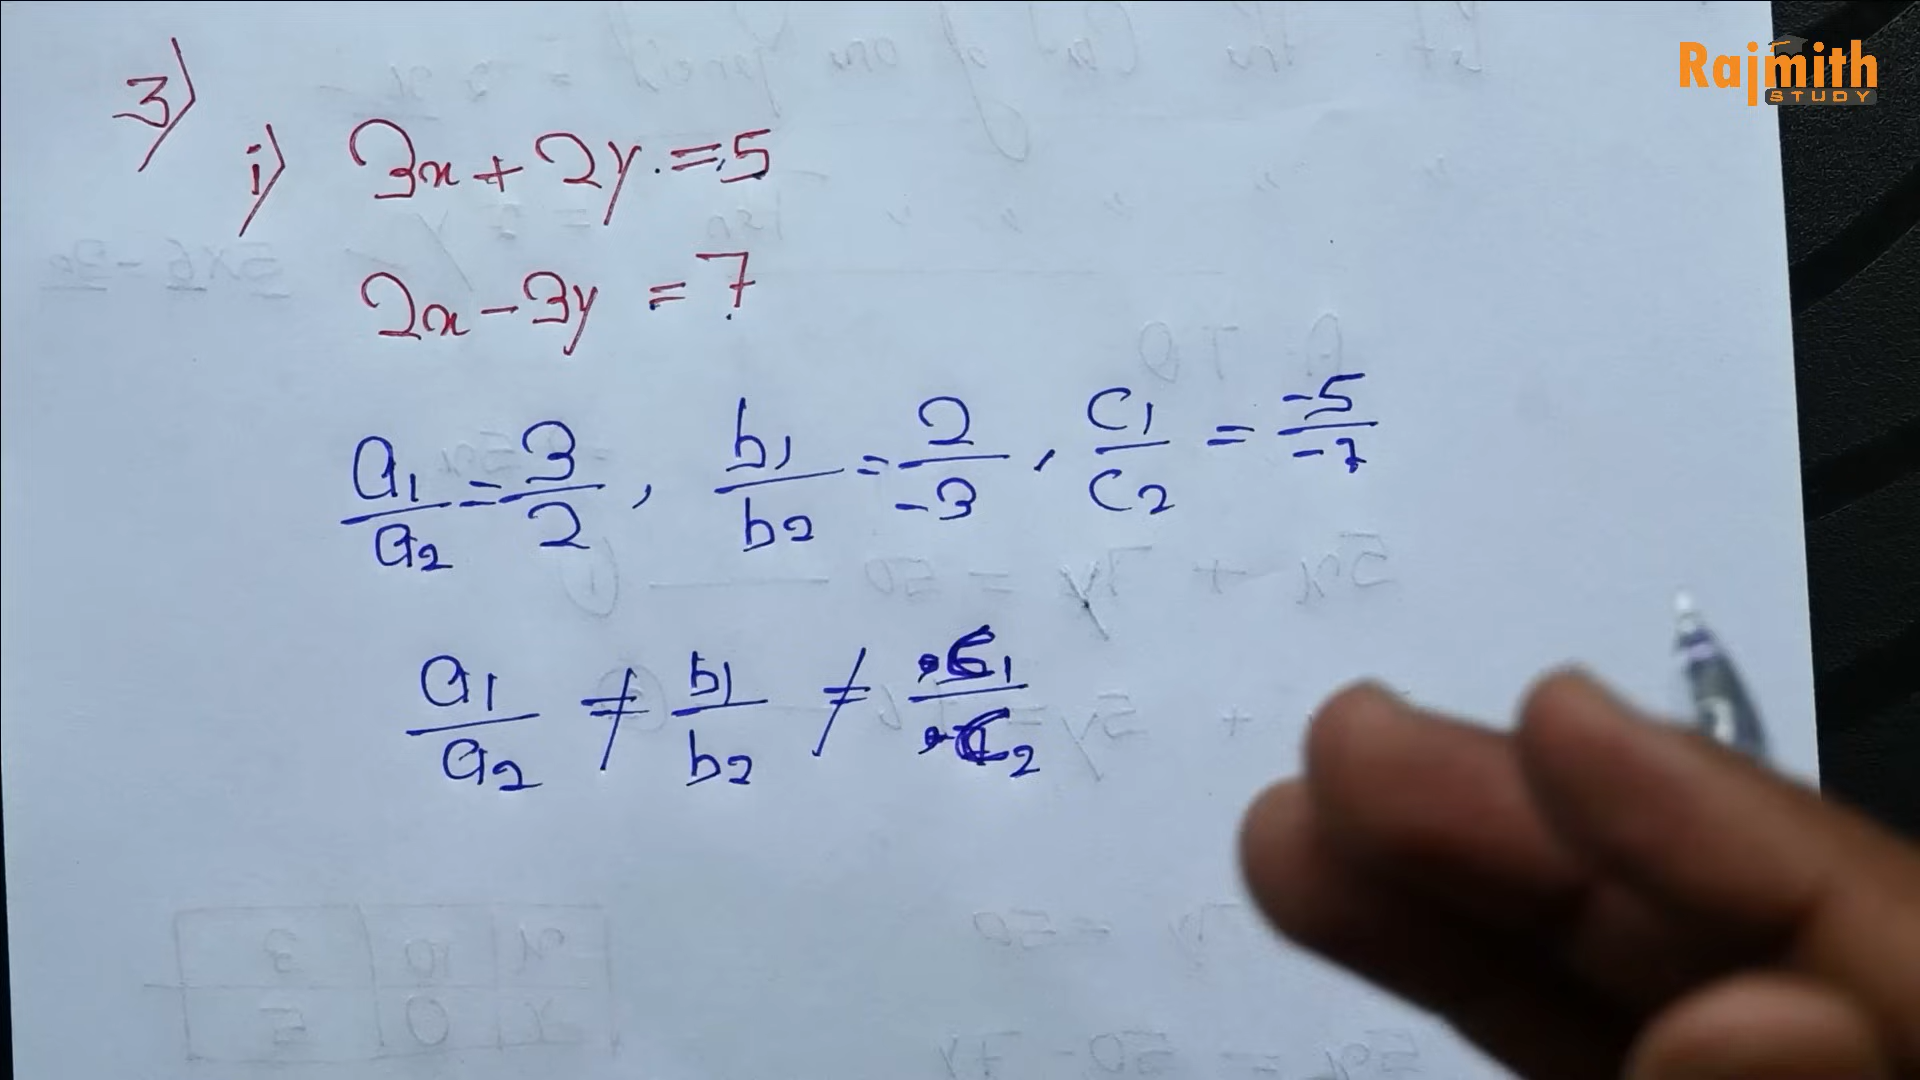 Rajmith
STUDY
3)
i) 3x + 2y = 5
2x - 3y = 7
a1/a2 = 3/2, b1/b2 = 2/-3, c1/c2 = -5/-7
a1/a2 ≠ b1/b2 ≠ c1/c2